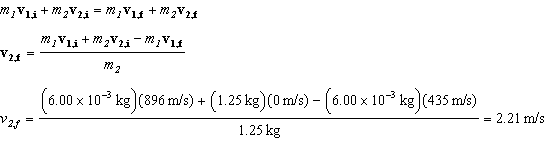 m₁v₁,ᵢ + m₂v₂,ᵢ = m₁v₁,f + m₂v₂,f
v₂,f = (m₁v₁,ᵢ + m₂v₂,ᵢ − m₁v₁,f) / m₂
v₂,f = ((6.00 x 10⁻³ kg)(896 m/s) + (1.25 kg)(0 m/s) − (6.00 x 10⁻³ kg)(435 m/s)) / 1.25 kg = 2.21 m/s